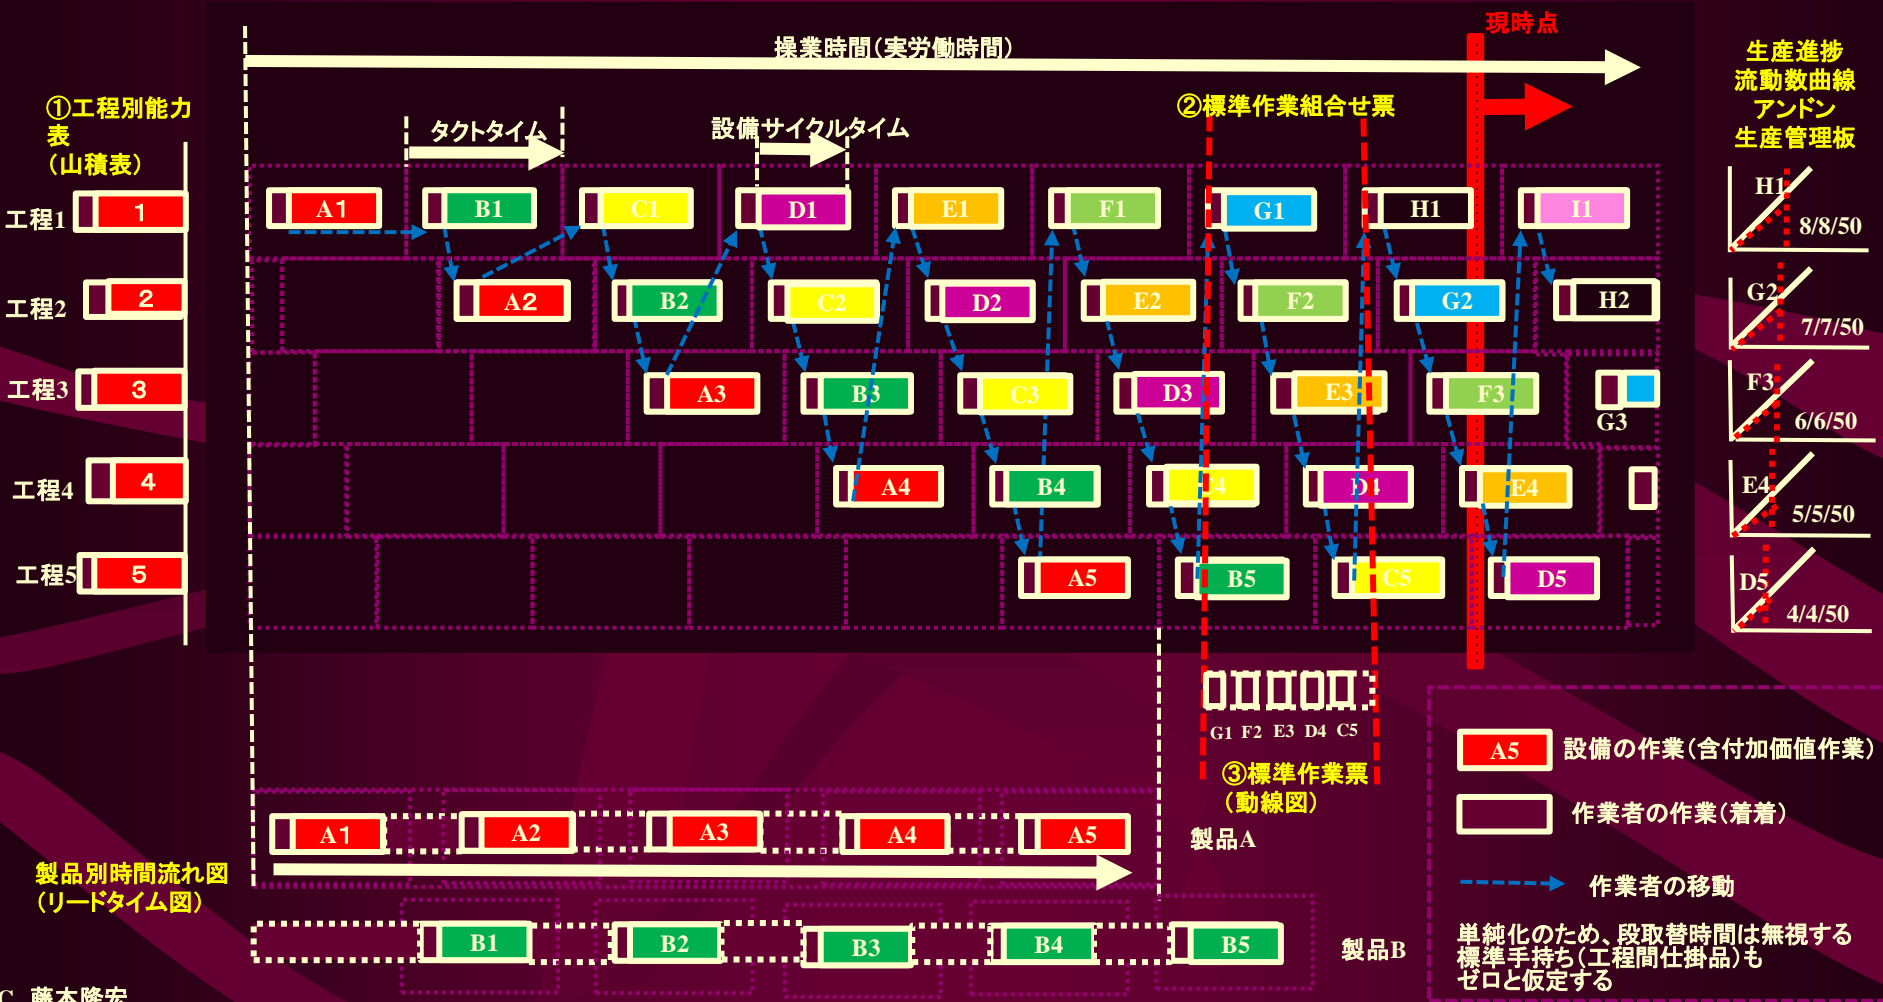 現時点
操業時間(実労働時間)
生産進捗
流動数曲線
アンドン
生産管理板
①工程別能力
表
(山積表)
②標準作業組合せ票
タクトタイム
設備サイクルタイム
工程1
1
A1
B1
C1
D1
E1
F1
G1
H1
I1
H1
8/8/50
工程2
2
A2
B2
C2
D2
E2
F2
G2
H2
G2
7/7/50
工程3
3
A3
B3
C3
D3
E3
F3
G3
F3
6/6/50
工程4
4
A4
B4
C4
D4
E4
E4
5/5/50
工程5
5
A5
B5
C5
D5
D5
4/4/50
G1 F2 E3 D4 C5
③標準作業票
(動線図)
A1
A2
A3
A4
A5
製品A
製品別時間流れ図
(リードタイム図)
B1
B2
B3
B4
B5
製品B
A5
設備の作業(含付加価値作業)
作業者の作業(着着)
作業者の移動
単純化のため、段取替時間は無視する
標準手持ち(工程間仕掛品)も
ゼロと仮定する
C 藤本隆宏